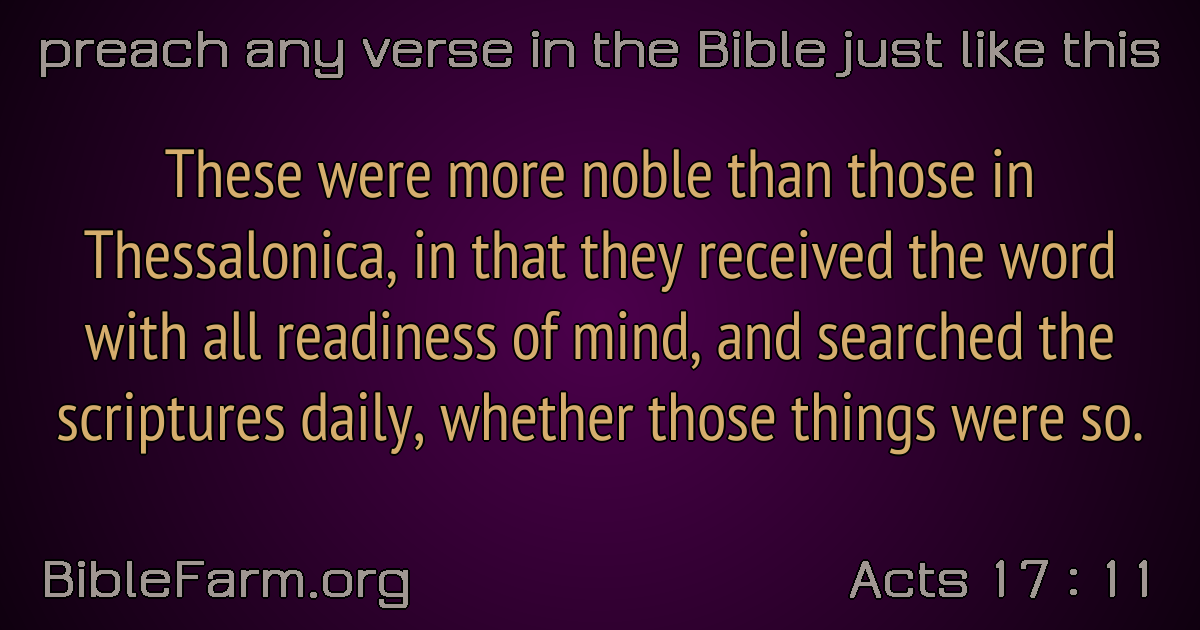 preach any verse in the Bible just like this
These were more noble than those in
Thessalonica, in that they received the word
with all readiness of mind, and searched the
scriptures daily, whether those things were so.
BibleFarm.org
Acts 17 : 11